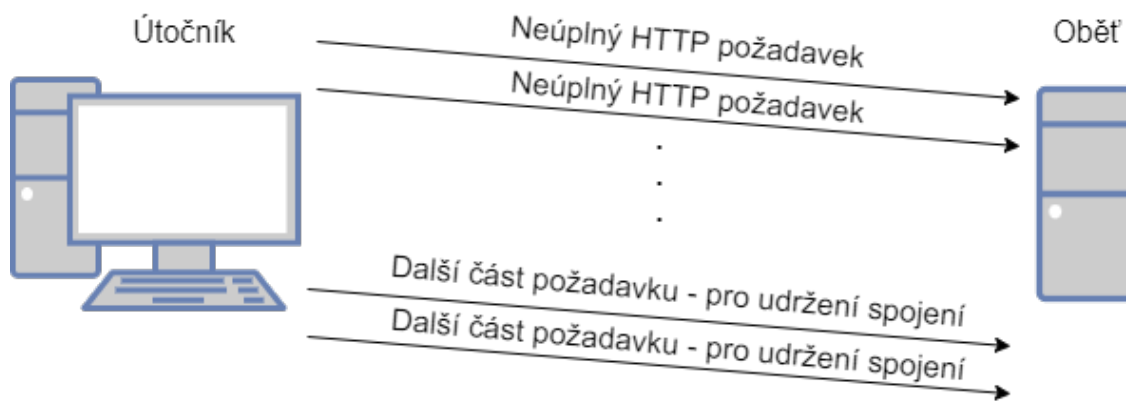 Útočník
Oběť
Neúplný HTTP požadavek
Neúplný HTTP požadavek
Další část požadavku - pro udržení spojení
Další část požadavku - pro udržení spojení